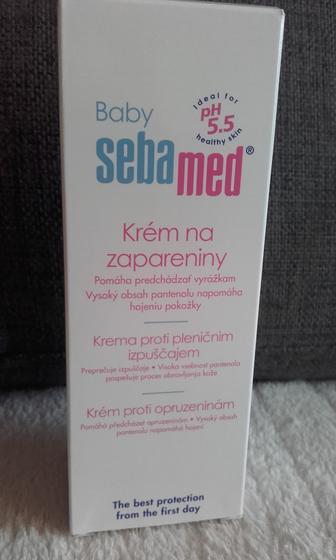 Baby
Ideal for
pH
5.5
healthy skin
sebamed®
Krém na
zapareniny
Pomáha predchádzať vyrážkam
Vysoký obsah pantenolu napomáha
hojeniu pokožky
Krema proti pleničnim
izpuščajem
Preprečuje izpuščaje • Visoka vsebnost pantenola
pospešuje proces obnavljanja kože
Krém proti opruzeninám
Pomáhá předcházet opruzeninám • Vysoký obsah
pantenolu napomáhá hojení
The best protection
from the first day